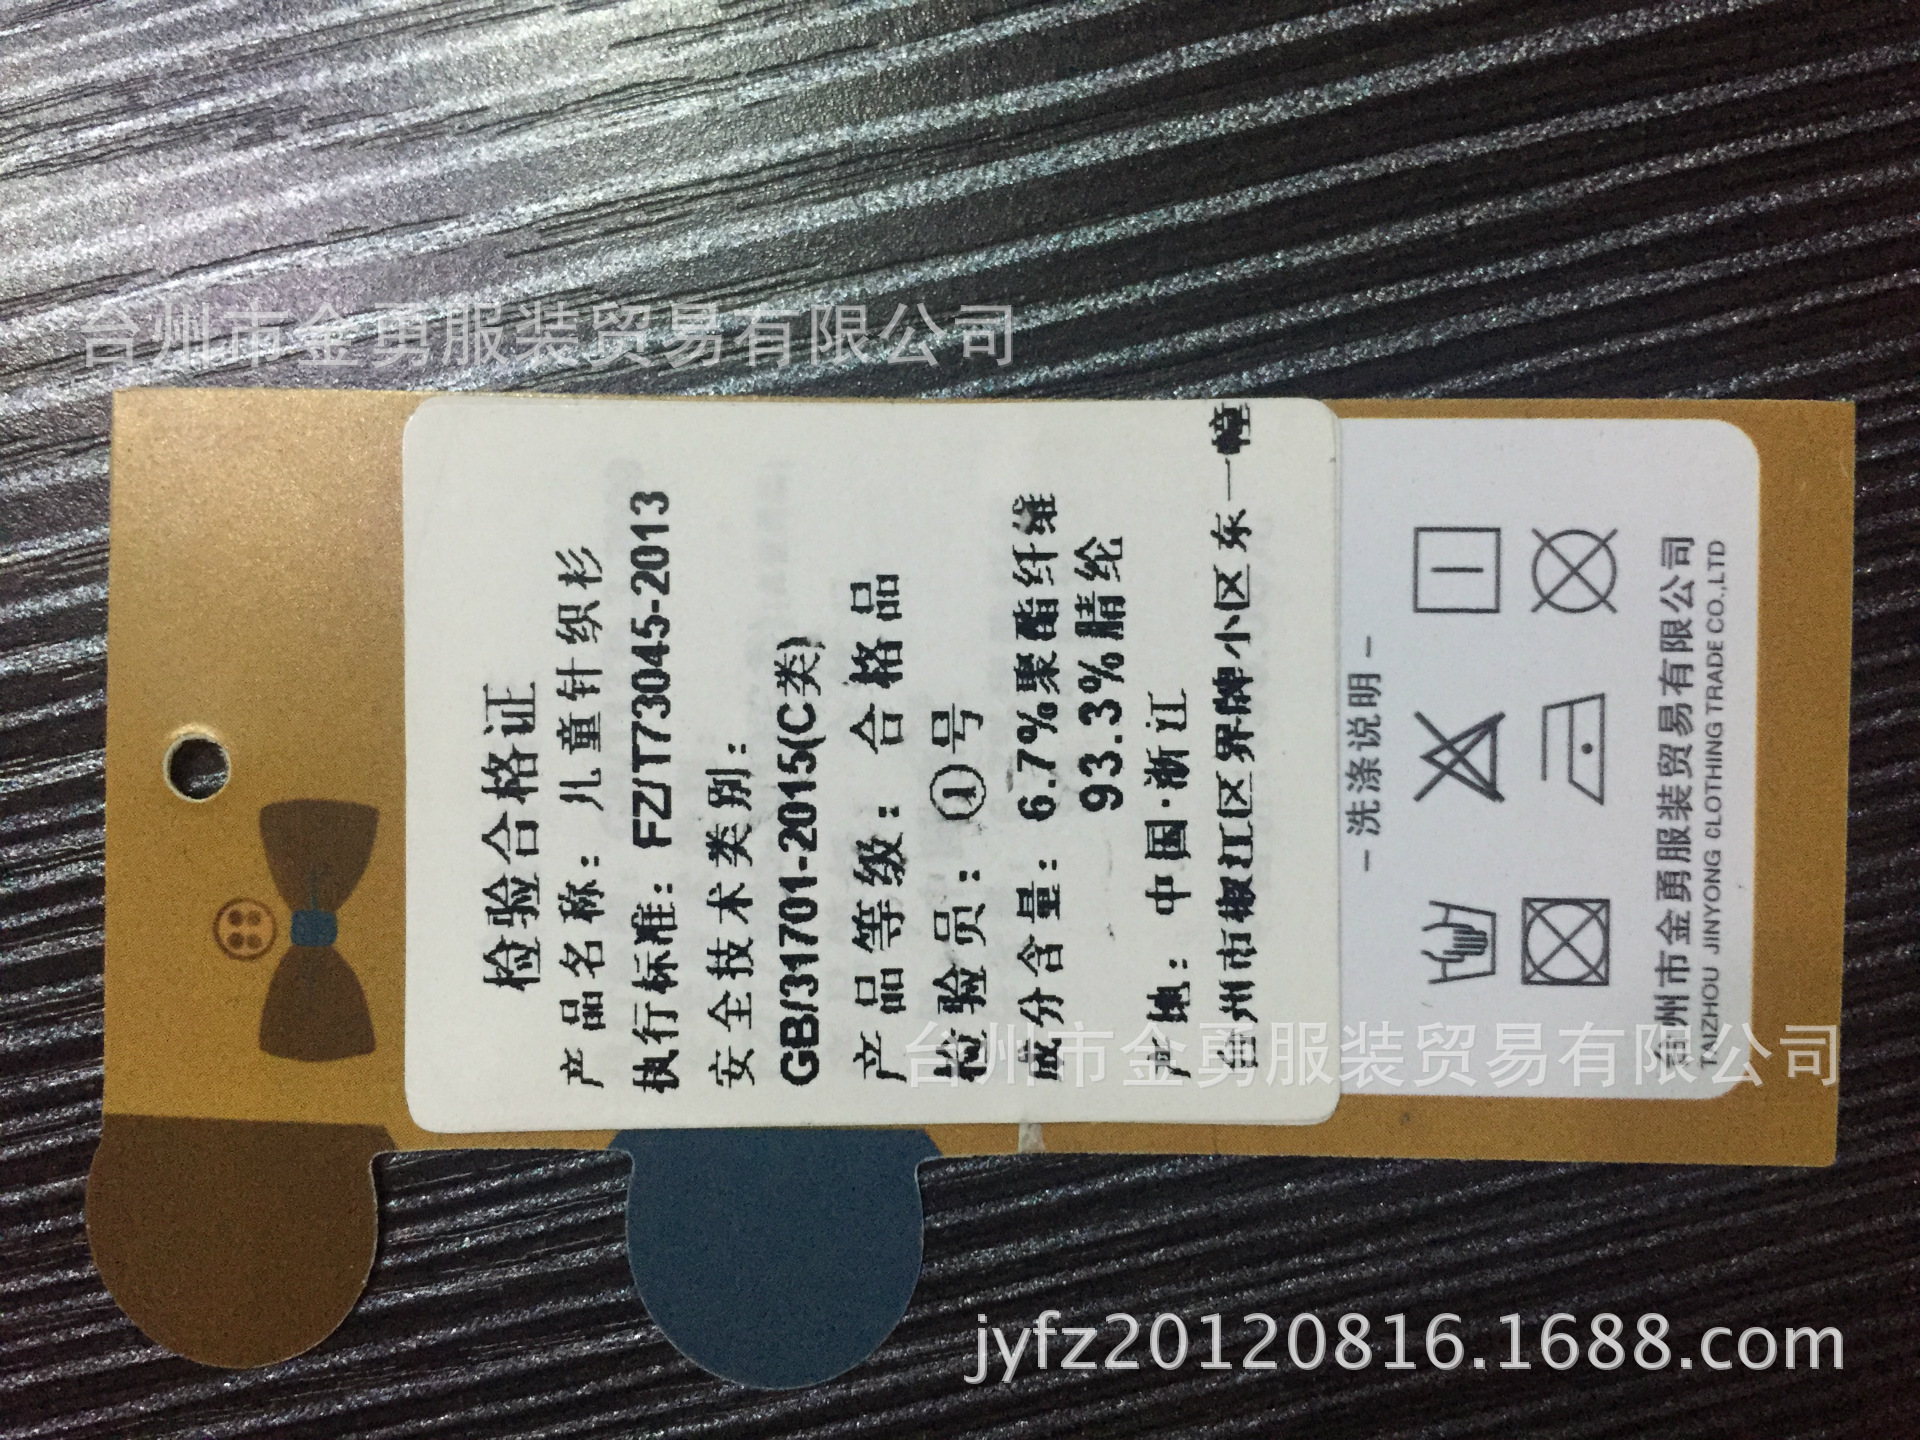 台州市金勇服装贸易有限公司
检验合格证
产品名称：儿童针织衫
执行标准：FZ/T73045-2013
安全技术类别：
GB/31701-2015(C类)
产品等级：合格品
检验员：①号
成分含量：6.7%聚酯纤维
93.3%腈纶
产地：中国·浙江
台州市椒江区界牌小区东一幢
－洗涤说明－
台州市金勇服装贸易有限公司
TAIZHOU JINYONG CLOTHING TRADE CO.,LTD
台州市金勇服装贸易有限公司
jyfz20120816.1688.com